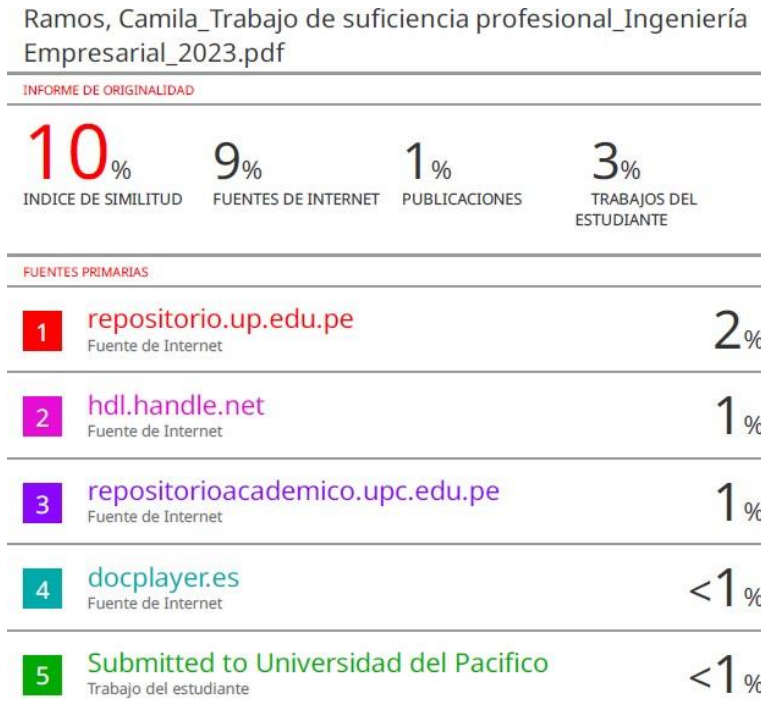 Ramos, Camila_Trabajo de suficiencia profesional_Ingeniería
Empresarial_2023.pdf
INFORME DE ORIGINALIDAD
10% 9% 1% 3%
INDICE DE SIMILITUD FUENTES DE INTERNET PUBLICACIONES TRABAJOS DEL
ESTUDIANTE
FUENTES PRIMARIAS
1 repositorio.up.edu.pe 2%
Fuente de Internet
2 hdl.handle.net 1%
Fuente de Internet
3 repositorioacademico.upc.edu.pe 1%
Fuente de Internet
4 docplayer.es <1%
Fuente de Internet
5 Submitted to Universidad del Pacifico <1%
Trabajo del estudiante